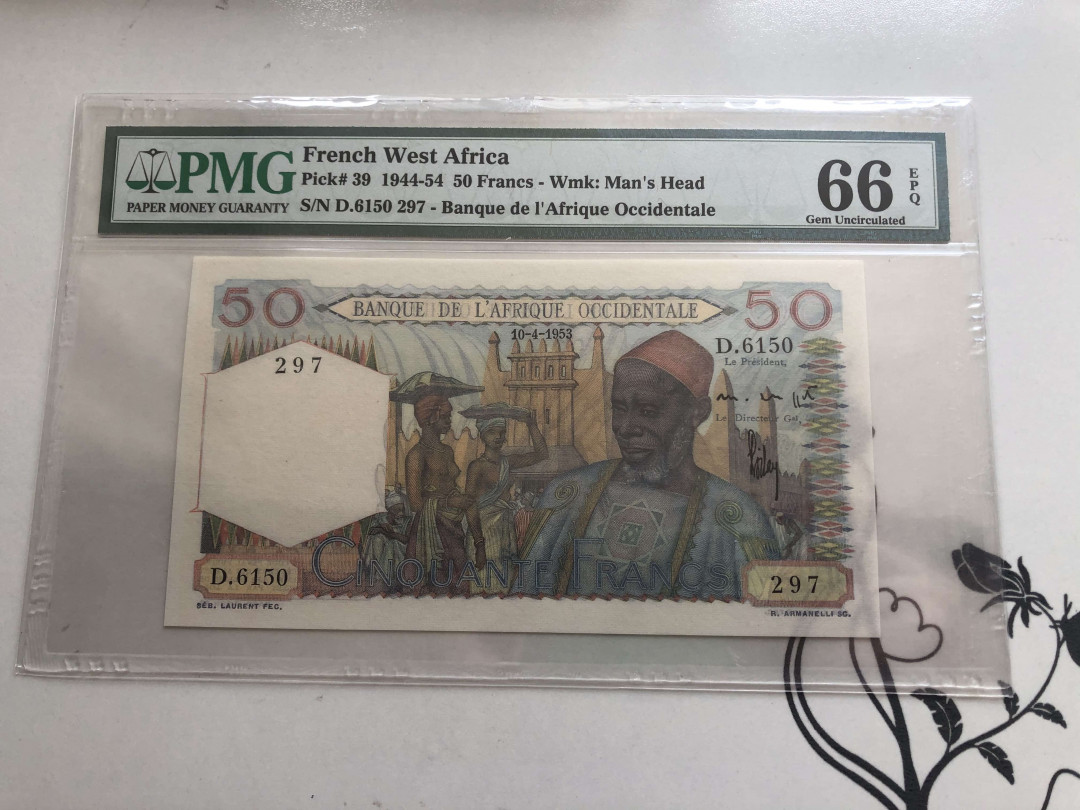 PMG
PAPER MONEY GUARANTY
French West Africa
Pick# 39 1944-54 50 Francs - Wmk: Man's Head
S/N D.6150 297 - Banque de l'Afrique Occidentale
66
EPQ
Gem Uncirculated
50
BANQUE DE L'AFRIQUE OCCIDENTALE
50
10-4-1953
297
D.6150
Le Président,
Le Directeur Gal,
CINQUANTE FRANCS
D.6150
297
SÉB. LAURENT FEC.
R. ARMANELLI SC.